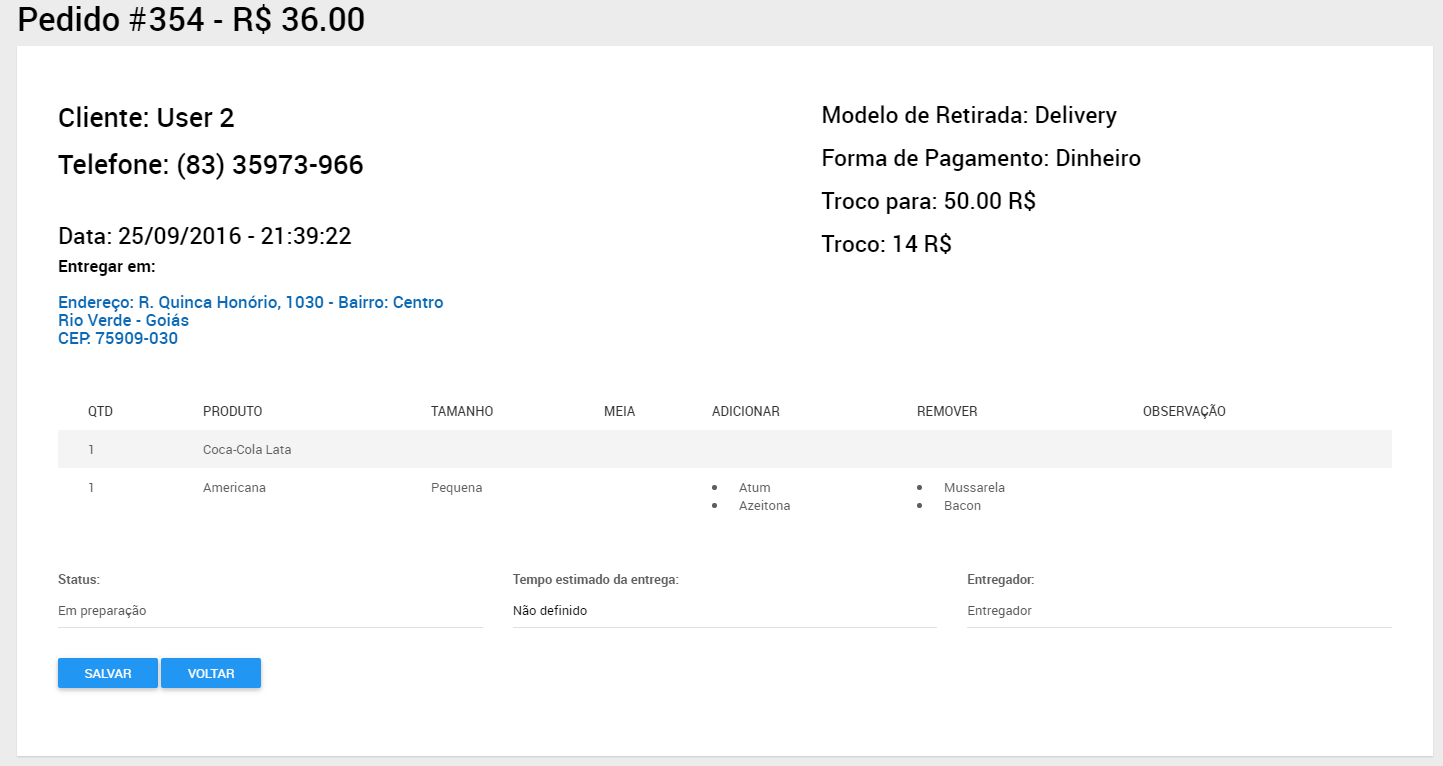 Pedido #354 - R$ 36.00
Cliente: User 2
Telefone: (83) 35973-966
Data: 25/09/2016 - 21:39:22
Entregar em:
Endereço: R. Quinca Honório, 1030 - Bairro: Centro
Rio Verde - Goiás
CEP: 75909-030
Modelo de Retirada: Delivery
Forma de Pagamento: Dinheiro
Troco para: 50.00 R$
Troco: 14 R$
QTD PRODUTO TAMANHO MEIA ADICIONAR REMOVER OBSERVAÇÃO
1 Coca-Cola Lata
1 Americana Pequena • Atum • Mussarela
• Azeitona • Bacon
Status: Tempo estimado da entrega: Entregador:
Em preparação Não definido Entregador
SALVAR VOLTAR